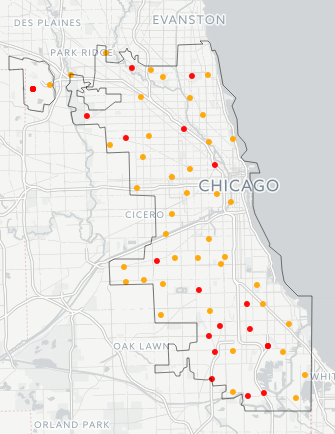 EVANSTON
DES PLAINES
PARK RIDGE
CHICAGO
CICERO
OAK LAWN
WHIT
ORLAND PARK